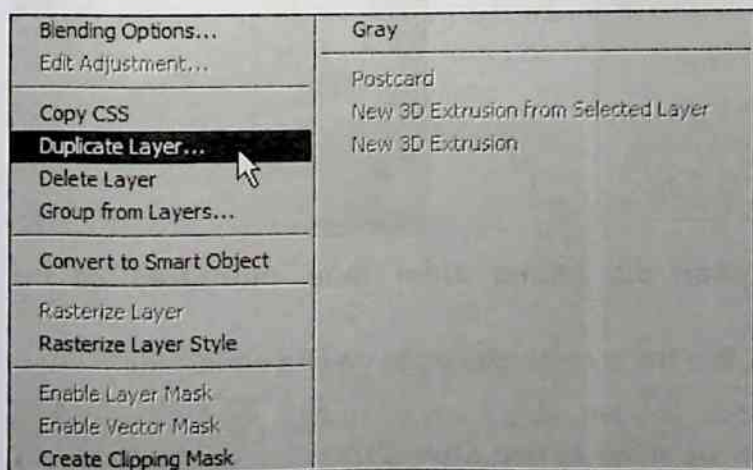 Blending Options...
Edit Adjustment...
Copy CSS
Duplicate Layer...
Delete Layer
Group from Layers...
Convert to Smart Object
Rasterize Layer
Rasterize Layer Style
Enable Layer Mask
Enable Vector Mask
Create Clipping Mask
Gray
Postcard
New 3D Extrusion from Selected Layer
New 3D Extrusion